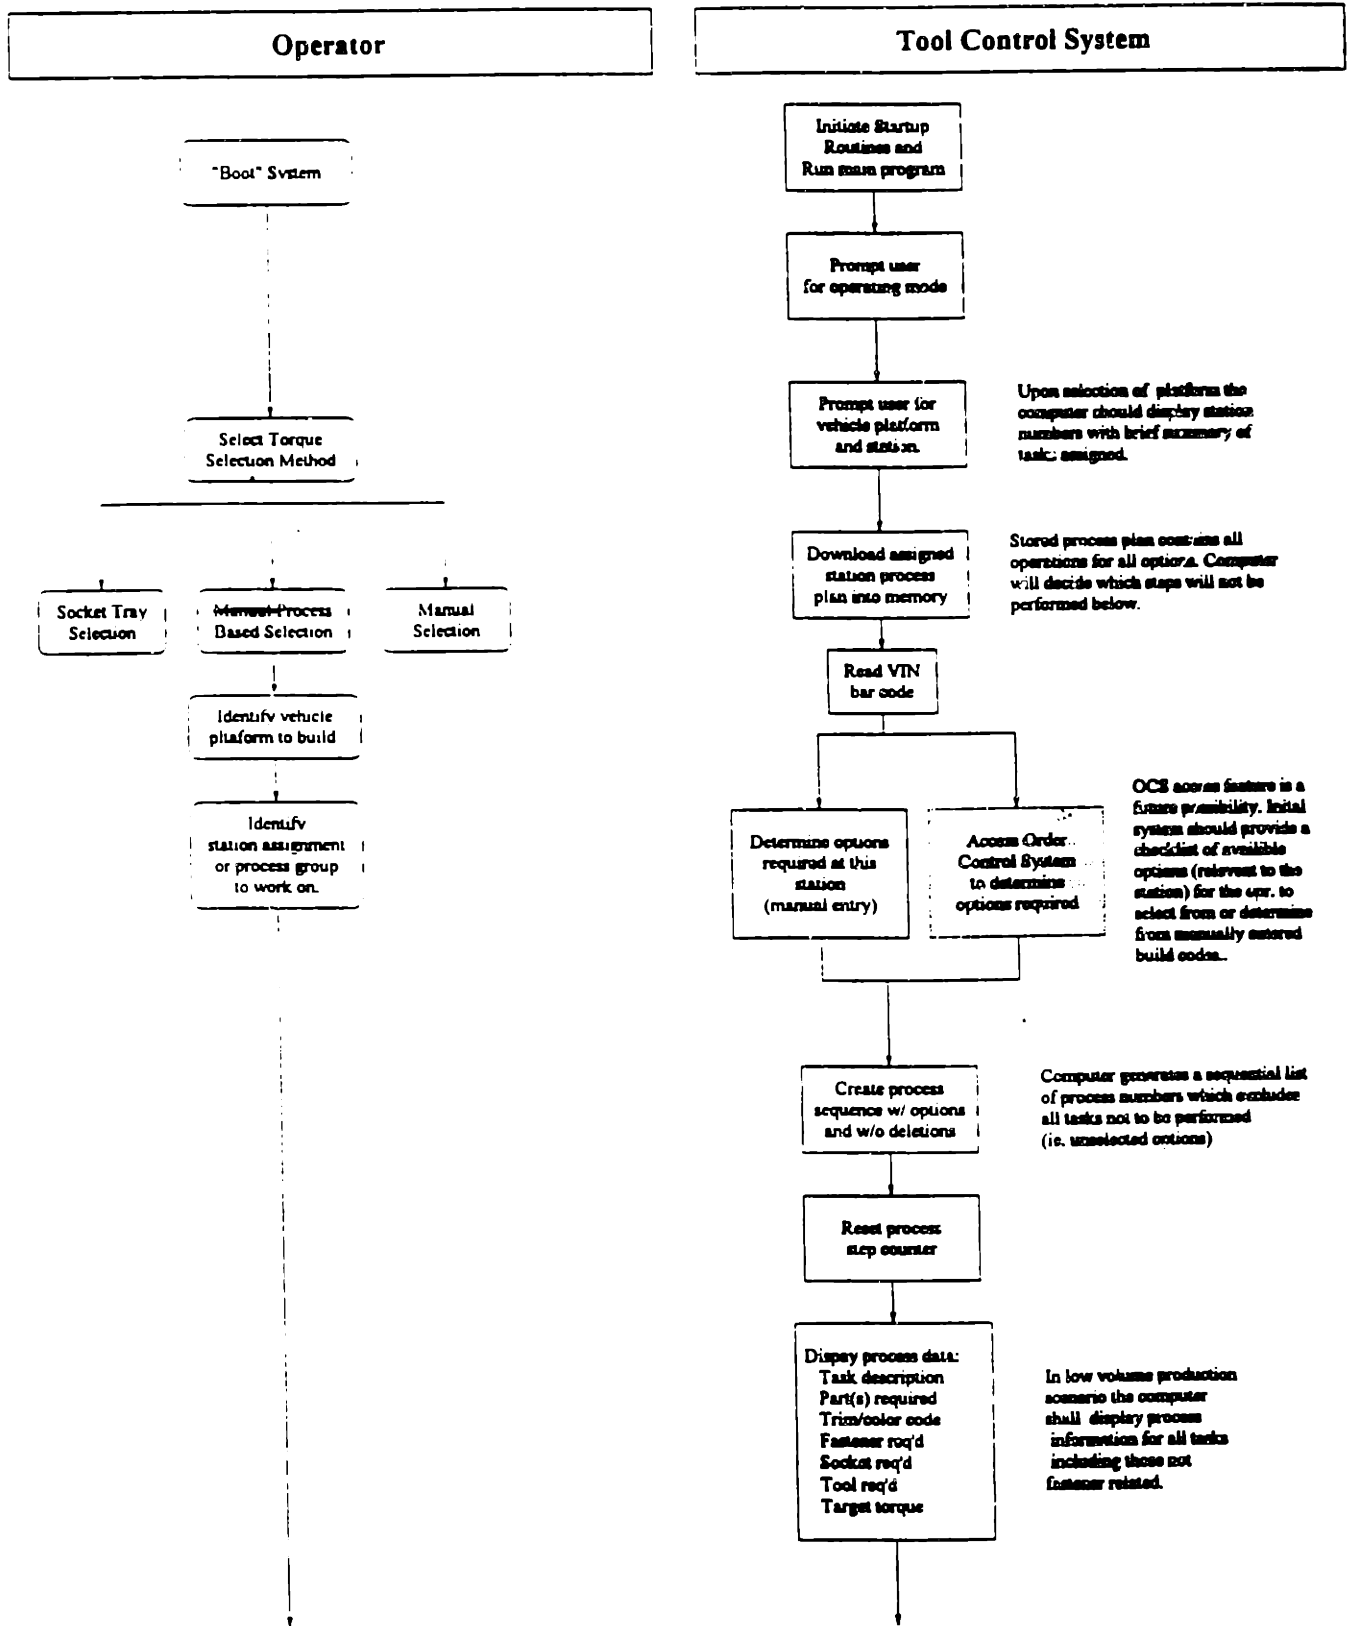 Operator
"Boot" System
Select Torque
Selection Method
Socket Tray
Selection
Manual Process
Based Selection
Manual
Selection
Identify vehicle
pltaform to build
Identify
station assignment
or process group
to work on.
Tool Control System
Initiate Startup
Routines and
Run main program
Prompt user
for operating mode
Prompt user for
vehicle platform
and station.
Upon selection of platform the
computer should display station
numbers with brief summary of
tasks assigned.
Download assigned
station process
plan into memory
Stored process plan contains all
operations for all options. Computer
will decide which steps will not be
performed below.
Read VIN
bar code
Determine options
required at this
station
(manual entry)
Access Order
Control System
to determine
options required
OCS access feature is a
future possibility. Inital
system should provide a
checklist of availible
options (relevent to the
station) for the opr. to
select from or determine
from manually entered
build codes..
Create process
sequence w/ options
and w/o deletions
Computer generates a sequential list
of process numbers which excludes
all tasks not to be performed
(ie. unselected options)
Reset process
step counter
Dispay process data:
Task description
Part(s) required
Trim/color code
Fastener req'd
Socket req'd
Tool req'd
Target torque
In low volume production
scenario the computer
shall display process
information for all tasks
including those not
fastener related.